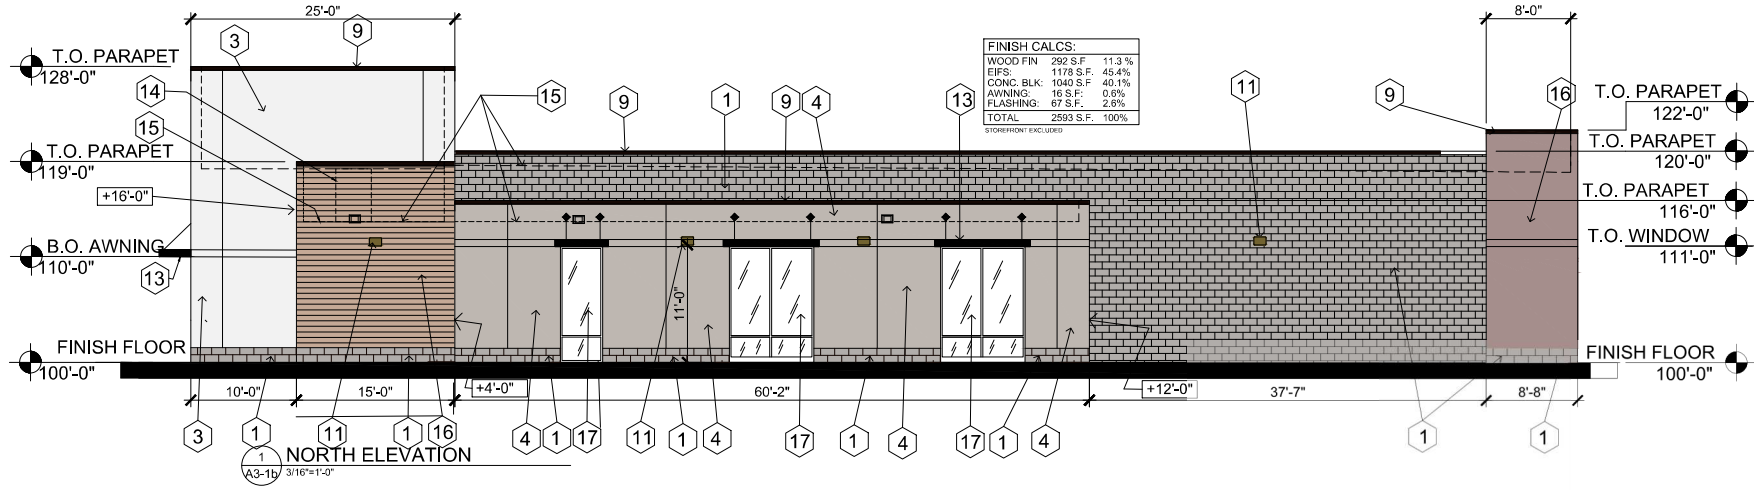 25'-0"
8'-0"
3
9
T.O. PARAPET
128'-0"
14
15
15
9
1
9
4
13
11
9
16
FINISH CALCS:
WOOD FIN 292 S.F 11.3 %
EIFS: 1178 S.F. 45.4%
CONC. BLK: 1040 S.F. 40.1%
AWNING: 16 S.F: 0.6%
FLASHING: 67 S.F. 2.6%
TOTAL 2593 S.F. 100%
STOREFRONT EXCLUDED
T.O. PARAPET
122'-0"
T.O. PARAPET
119'-0"
T.O. PARAPET
120'-0"
+16'-0"
T.O. PARAPET
116'-0"
B.O. AWNING
110'-0"
T.O. WINDOW
111'-0"
13
11'-0"
FINISH FLOOR
100'-0"
FINISH FLOOR
100'-0"
10'-0"
15'-0"
+4'-0"
60'-2"
+12'-0"
37'-7"
8'-8"
3
1
11
1
16
4
1
17
11
1
4
17
1
4
17
1
4
1
1
1
A3-1b
NORTH ELEVATION
3/16"=1'-0"